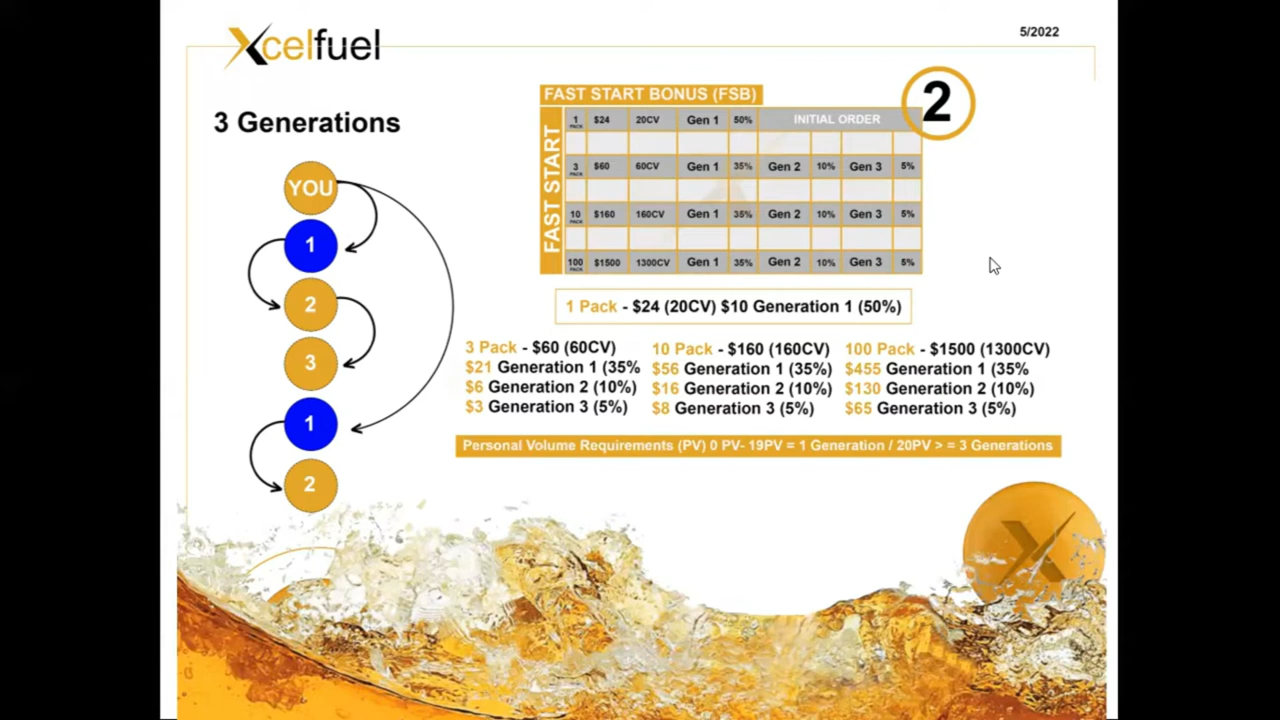 Xcelfuel
5/2022
3 Generations
YOU
1
2
3
1
2
FAST START BONUS (FSB)
2
FAST START
1 PACK $24 20CV Gen 1 50% INITIAL ORDER
3 PACK $60 60CV Gen 1 35% Gen 2 10% Gen 3 5%
10 PACK $160 160CV Gen 1 35% Gen 2 10% Gen 3 5%
100 PACK $1500 1300CV Gen 1 35% Gen 2 10% Gen 3 5%
1 Pack - $24 (20CV) $10 Generation 1 (50%)
3 Pack - $60 (60CV)
$21 Generation 1 (35%
$6 Generation 2 (10%)
$3 Generation 3 (5%)
10 Pack - $160 (160CV)
$56 Generation 1 (35%)
$16 Generation 2 (10%)
$8 Generation 3 (5%)
100 Pack - $1500 (1300CV)
$455 Generation 1 (35%
$130 Generation 2 (10%)
$65 Generation 3 (5%)
Personal Volume Requirements (PV) 0 PV- 19PV = 1 Generation / 20PV > = 3 Generations
X